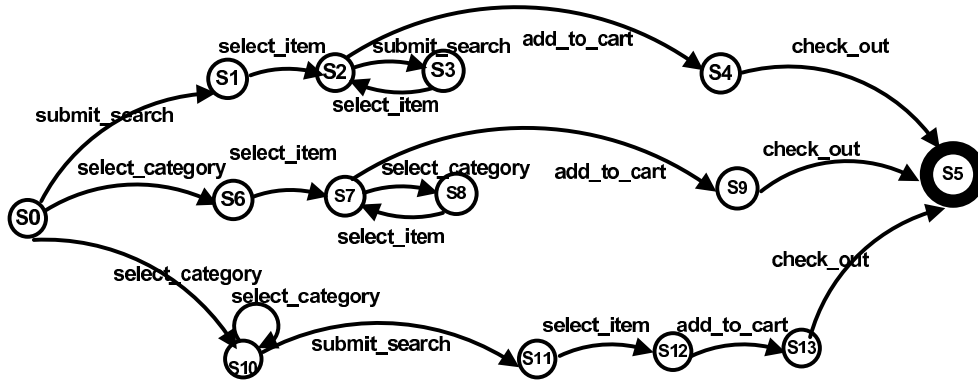 select_item
submit_search
add_to_cart
check_out
S1
S2
S3
S4
select_item
submit_search
select_category
select_item
select_category
add_to_cart
check_out
S5
S6
S7
S8
S9
S0
select_item
select_category
select_category
check_out
submit_search
select_item
add_to_cart
S10
S11
S12
S13